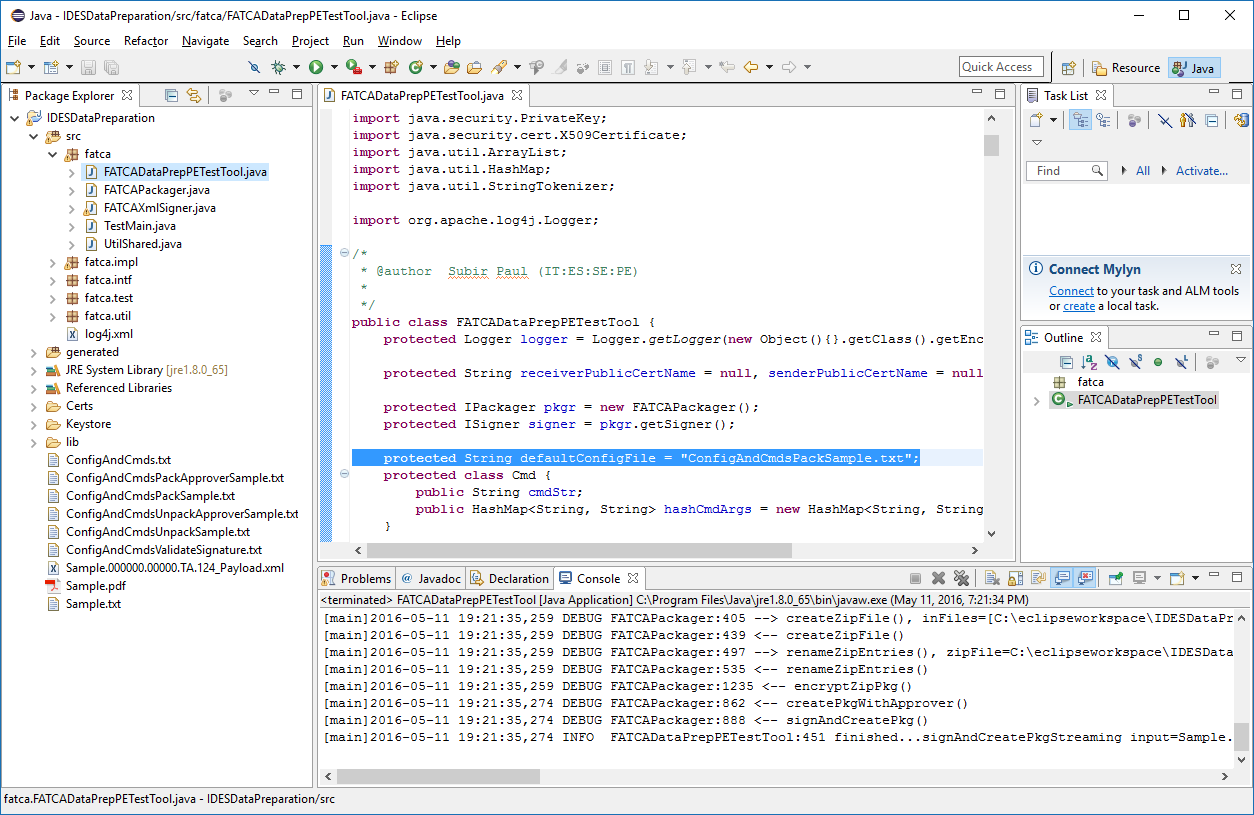 Java - IDESDataPreparation/src/fatca/FATCADataPrepPETestTool.java - Eclipse
File Edit Source Refactor Navigate Search Project Run Window Help
Quick Access Resource Java
Package Explorer
IDESDataPreparation
src
fatca
FATCADataPrepPETestTool.java
FATCAPackager.java
FATCAXmlSigner.java
TestMain.java
UtilShared.java
fatca.impl
fatca.intf
fatca.test
fatca.util
log4j.xml
generated
JRE System Library [jre1.8.0_65]
Referenced Libraries
Certs
Keystore
lib
ConfigAndCmds.txt
ConfigAndCmdsPackApproverSample.txt
ConfigAndCmdsPackSample.txt
ConfigAndCmdsUnpackApproverSample.txt
ConfigAndCmdsUnpackSample.txt
ConfigAndCmdsValidateSignature.txt
Sample.000000.00000.TA.124_Payload.xml
Sample.pdf
Sample.txt
FATCADataPrepPETestTool.java
import java.security.PrivateKey;
import java.security.cert.X509Certificate;
import java.util.ArrayList;
import java.util.HashMap;
import java.util.StringTokenizer;
import org.apache.log4j.Logger;
/*
* @author Subir Paul (IT:ES:SE:PE)
*
*/
public class FATCADataPrepPETestTool {
protected Logger logger = Logger.getLogger(new Object(){}.getClass().getEnc
protected String receiverPublicCertName = null, senderPublicCertName = null
protected IPackager pkgr = new FATCAPackager();
protected ISigner signer = pkgr.getSigner();
protected String defaultConfigFile = "ConfigAndCmdsPackSample.txt";
protected class Cmd {
public String cmdStr;
public HashMap<String, String> hashCmdArgs = new HashMap<String, String
}
Task List
Find All Activate...
Connect Mylyn
Connect to your task and ALM tools
or create a local task.
Outline
fatca
FATCADataPrepPETestTool
Problems Javadoc Declaration Console
<terminated> FATCADataPrepPETestTool [Java Application] C:\Program Files\Java\jre1.8.0_65\bin\javaw.exe (May 11, 2016, 7:21:34 PM)
[main]2016-05-11 19:21:35,259 DEBUG FATCAPackager:405 --> createZipFile(), inFiles=[C:\eclipseworkspace\IDESDataPr
[main]2016-05-11 19:21:35,259 DEBUG FATCAPackager:439 <-- createZipFile()
[main]2016-05-11 19:21:35,259 DEBUG FATCAPackager:497 --> renameZipEntries(), zipFile=C:\eclipseworkspace\IDESData
[main]2016-05-11 19:21:35,259 DEBUG FATCAPackager:535 <-- renameZipEntries()
[main]2016-05-11 19:21:35,259 DEBUG FATCAPackager:1235 <-- encryptZipPkg()
[main]2016-05-11 19:21:35,274 DEBUG FATCAPackager:862 <-- createPkgWithApprover()
[main]2016-05-11 19:21:35,274 DEBUG FATCAPackager:888 <-- signAndCreatePkg()
[main]2016-05-11 19:21:35,274 INFO FATCADataPrepPETestTool:451 finished...signAndCreatePkgStreaming input=Sample.
fatca.FATCADataPrepPETestTool.java - IDESDataPreparation/src